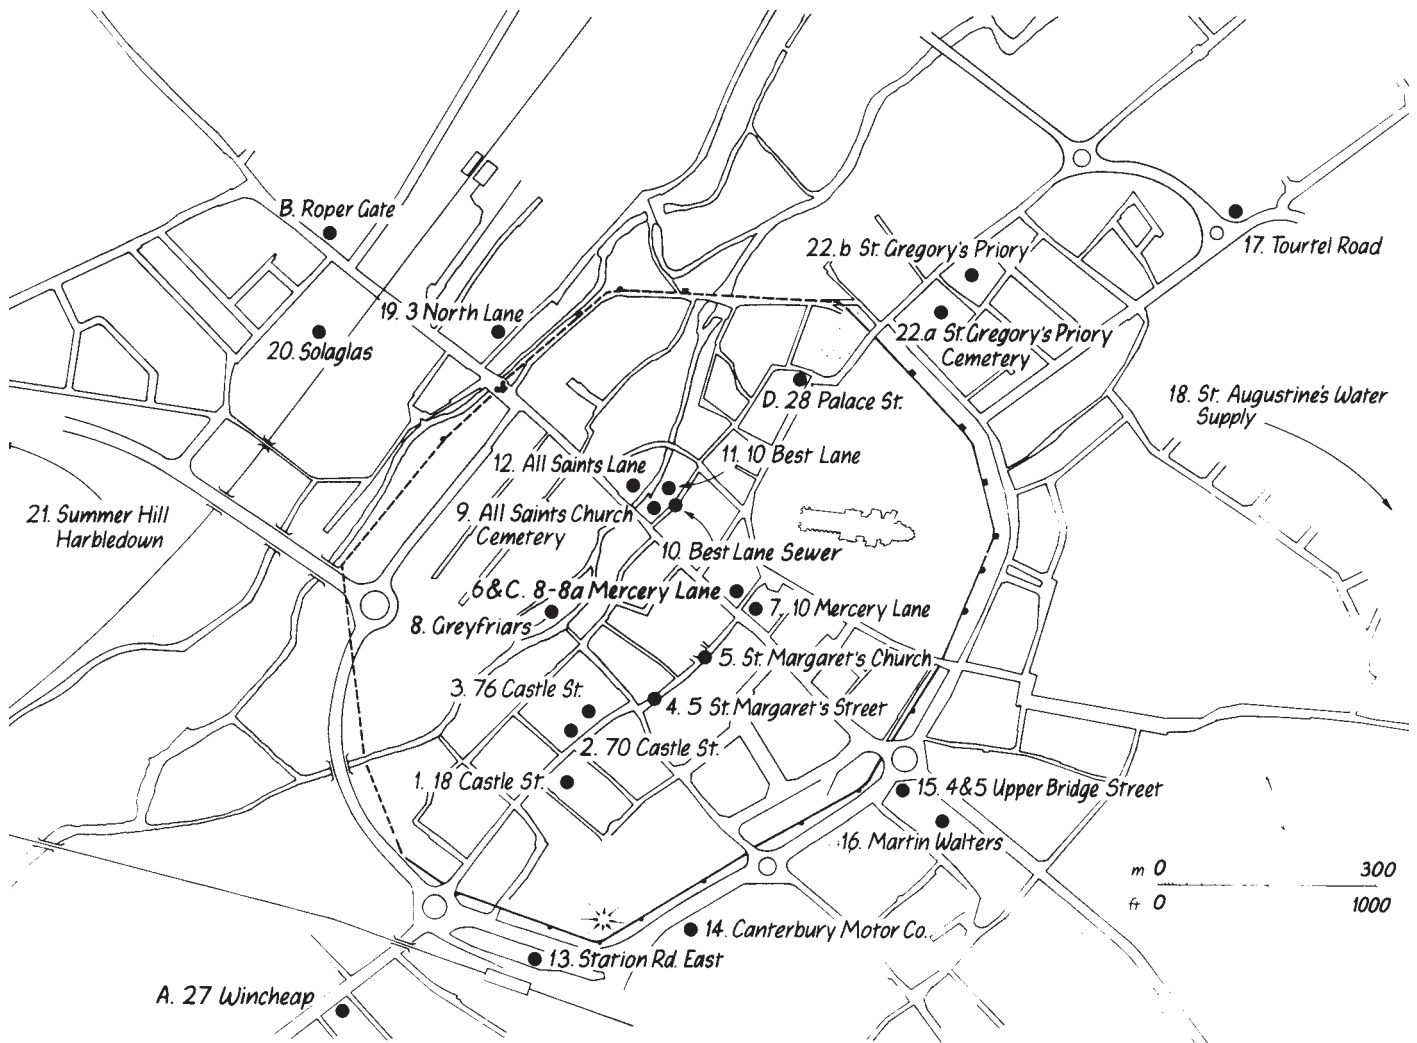 B. Roper Gate
22.b St. Gregory's Priory
17. Tourtel Road
19. 3 North Lane
20. Solaglas
22.a St. Gregory's Priory
Cemetery
D. 28 Palace St.
18. St. Augustine's Water
Supply
11. 10 Best Lane
12. All Saints Lane
9. All Saints Church
Cemetery
21. Summer Hill
Harbledown
10. Best Lane Sewer
6 & C. 8-8a Mercery Lane
7. 10 Mercery Lane
8. Greyfriars
5. St. Margaret's Church
3. 76 Castle St.
4. 5 St. Margaret's Street
2. 70 Castle St.
1. 18 Castle St.
15. 4 & 5 Upper Bridge Street
16. Martin Walters
m 0 300
ft 0 1000
14. Canterbury Motor Co.
13. Station Rd. East
A. 27 Wincheap